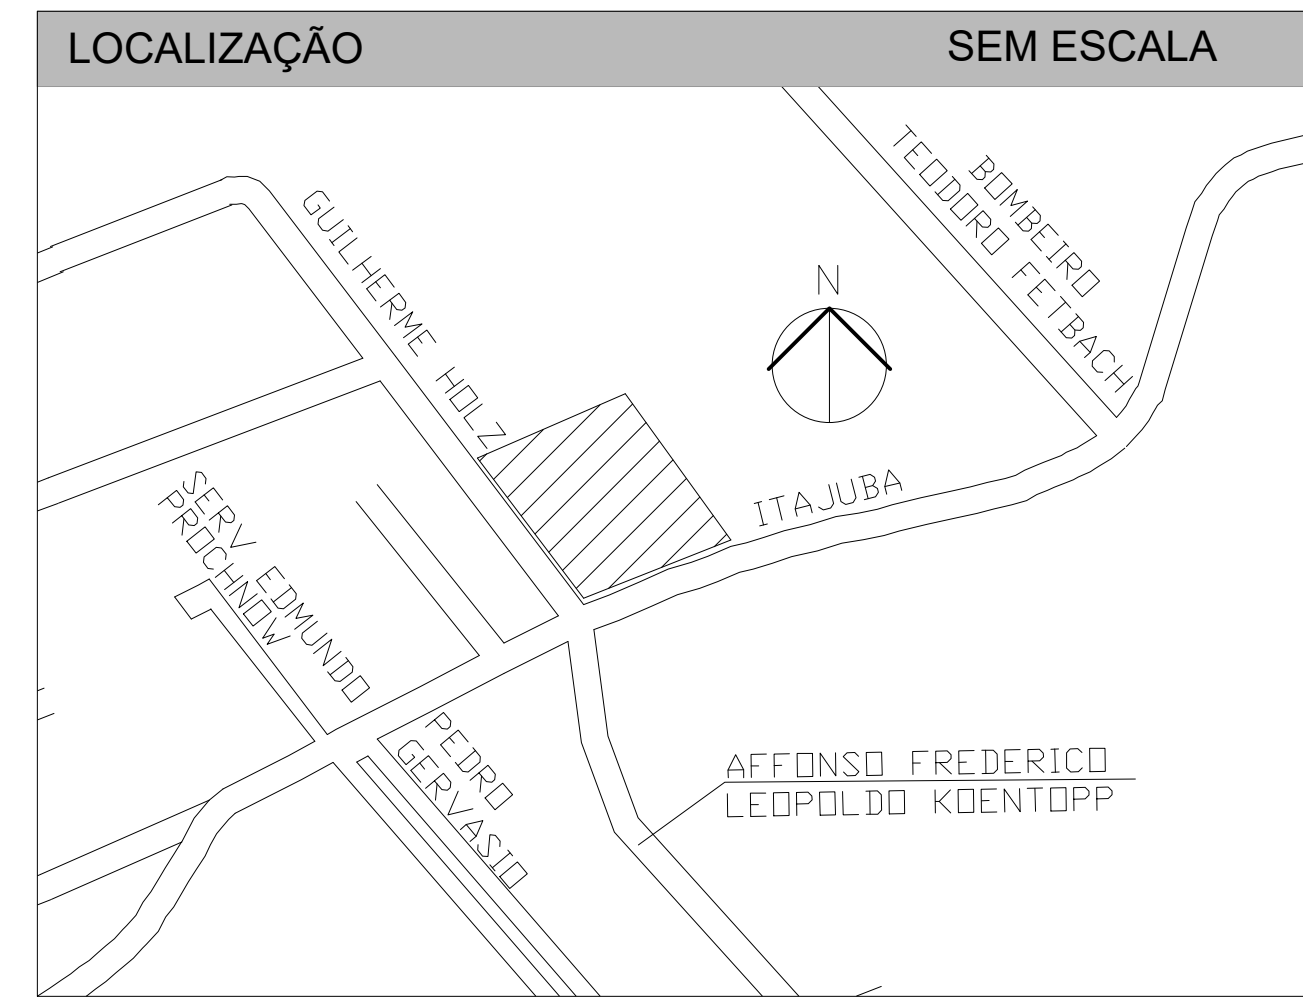 LOCALIZAÇÃO
SEM ESCALA
BOMBEIRO
TEODORO FETBACH
GUILHERME HOLZ
N
ITAJUBA
SERV EDMUNDO
PROCHNOW
PEDRO
GERVASIO
AFFONSO FREDERICO
LEOPOLDO KOENTOPP